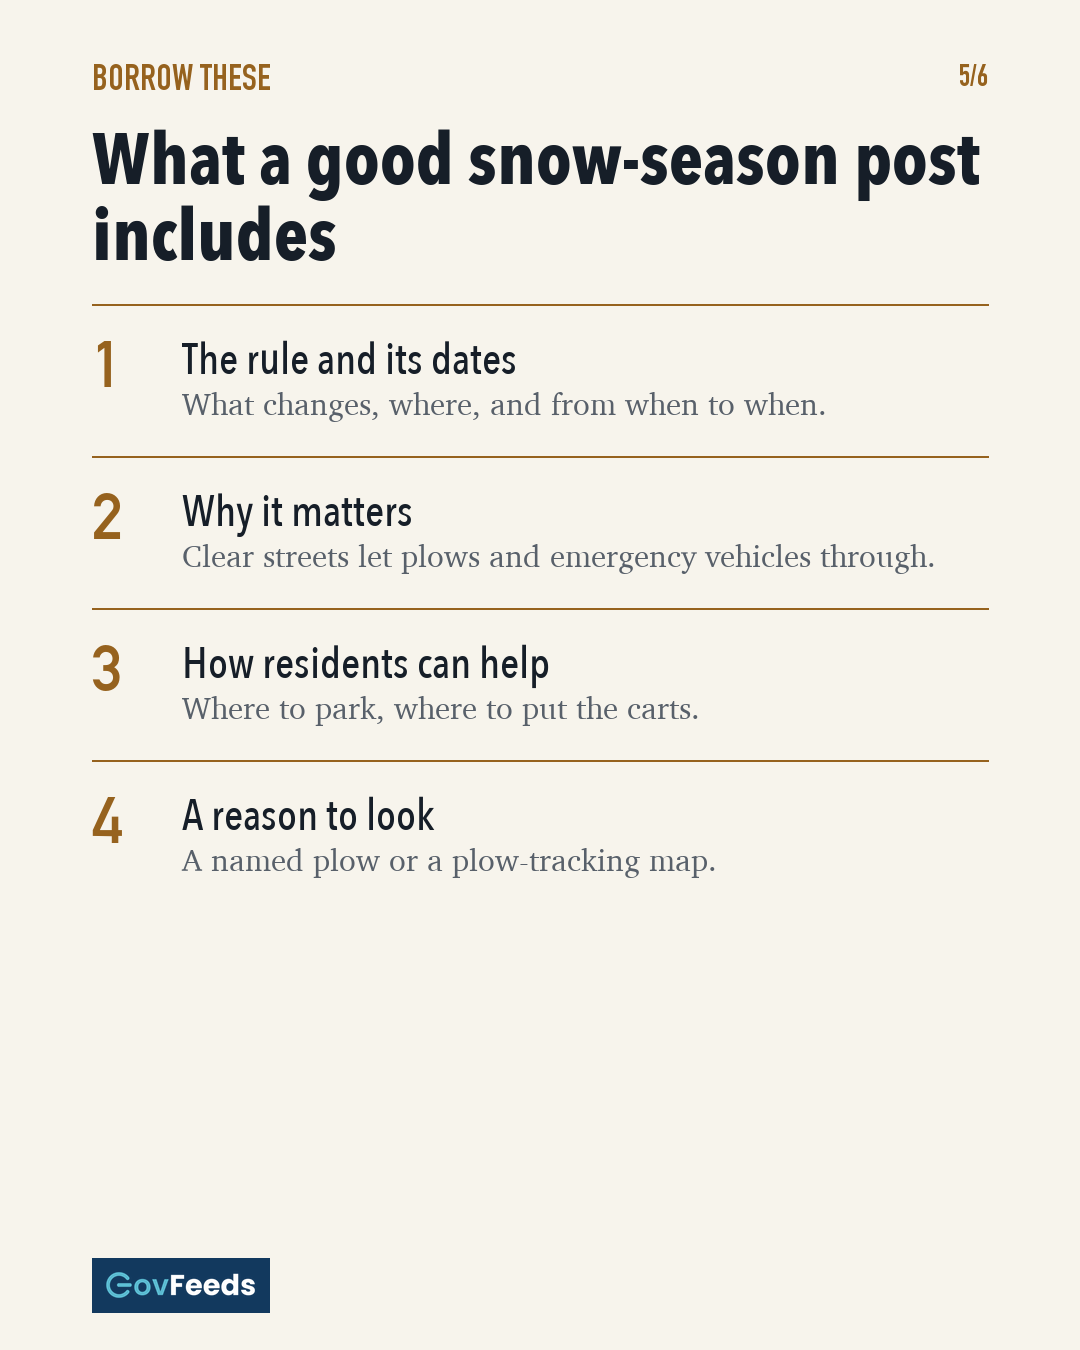 BORROW THESE
5/6
What a good snow-season post
includes
1
The rule and its dates
What changes, where, and from when to when.
2
Why it matters
Clear streets let plows and emergency vehicles through.
3
How residents can help
Where to park, where to put the carts.
4
A reason to look
A named plow or a plow-tracking map.
GovFeeds